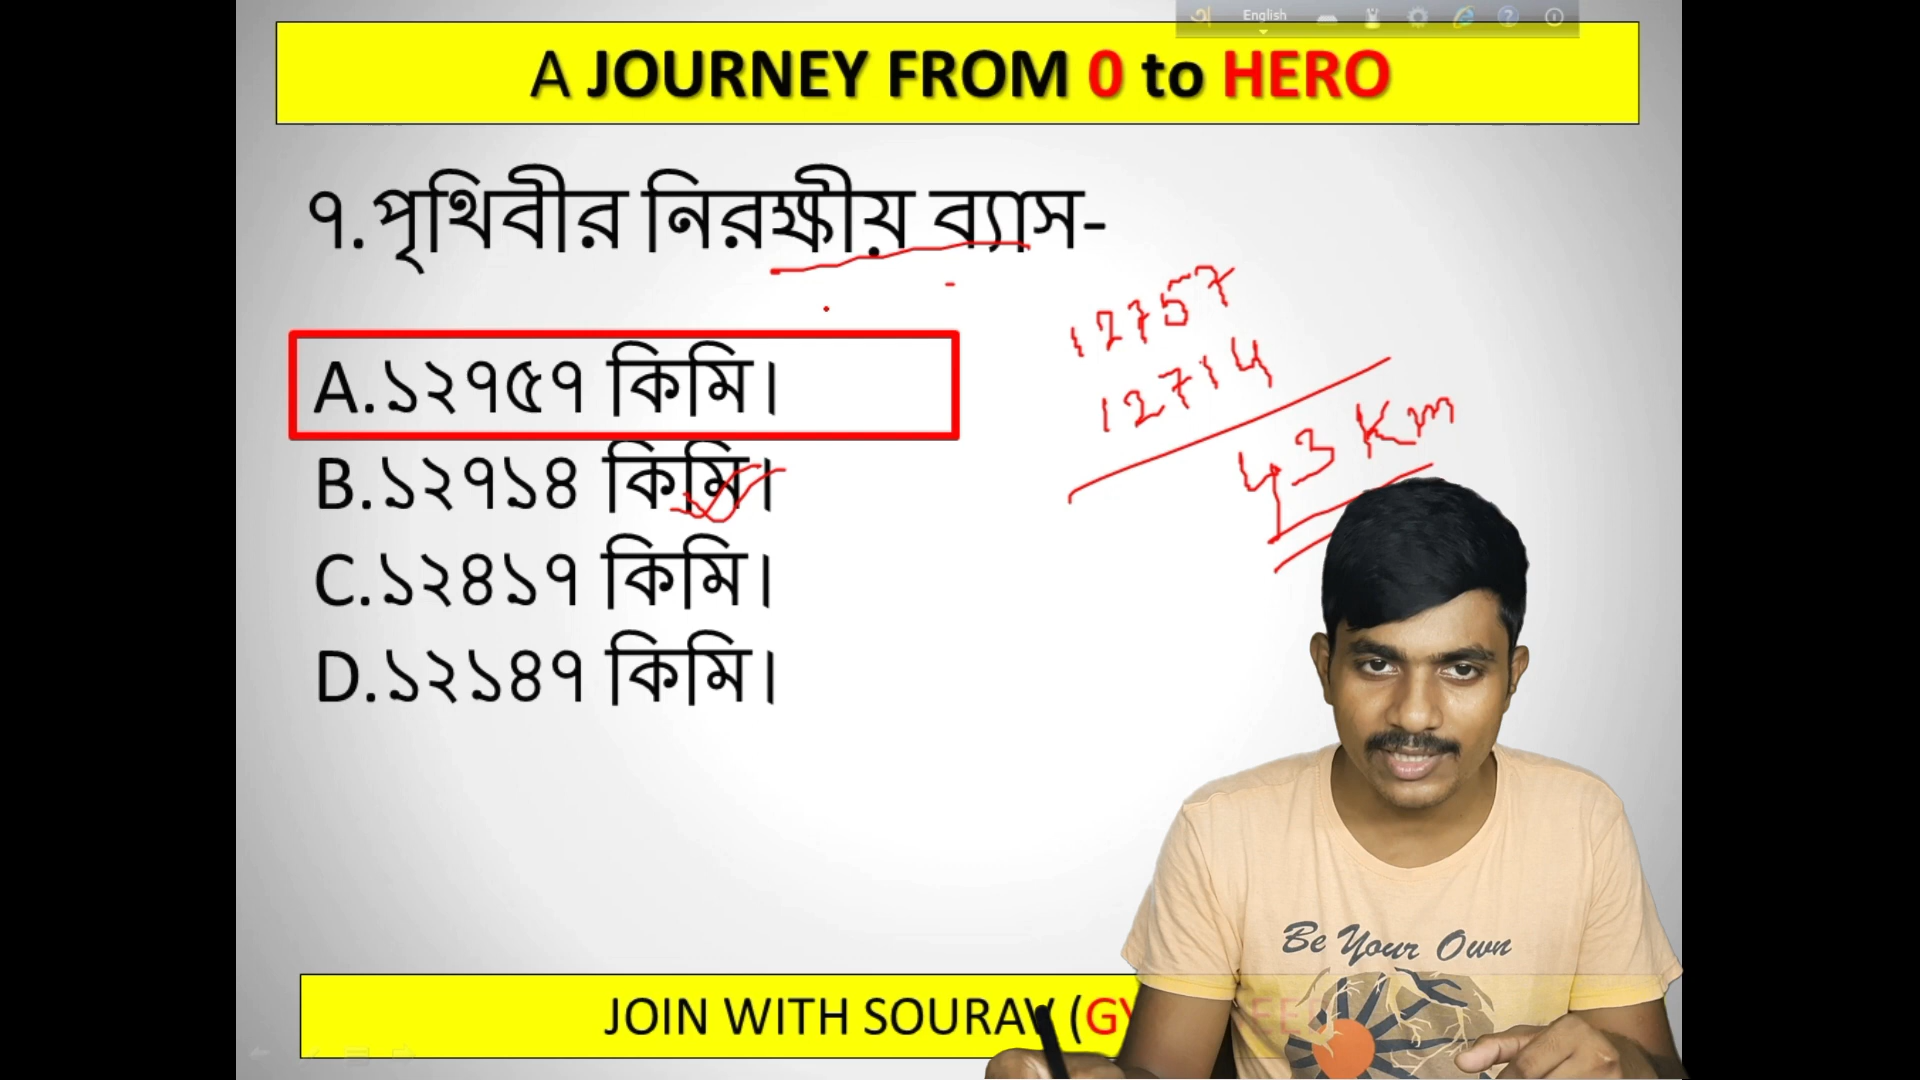 English
A JOURNEY FROM 0 to HERO
৭.পৃথিবীর নিরক্ষীয় ব্যাস-
A.১২৭৫৭ কিমি।
B.১২৭১৪ কিমি।
C.১২৪১৭ কিমি।
D.১২১৪৭ কিমি।
12757
12714
43 Km
Be Your Own
JOIN WITH SOURAV (